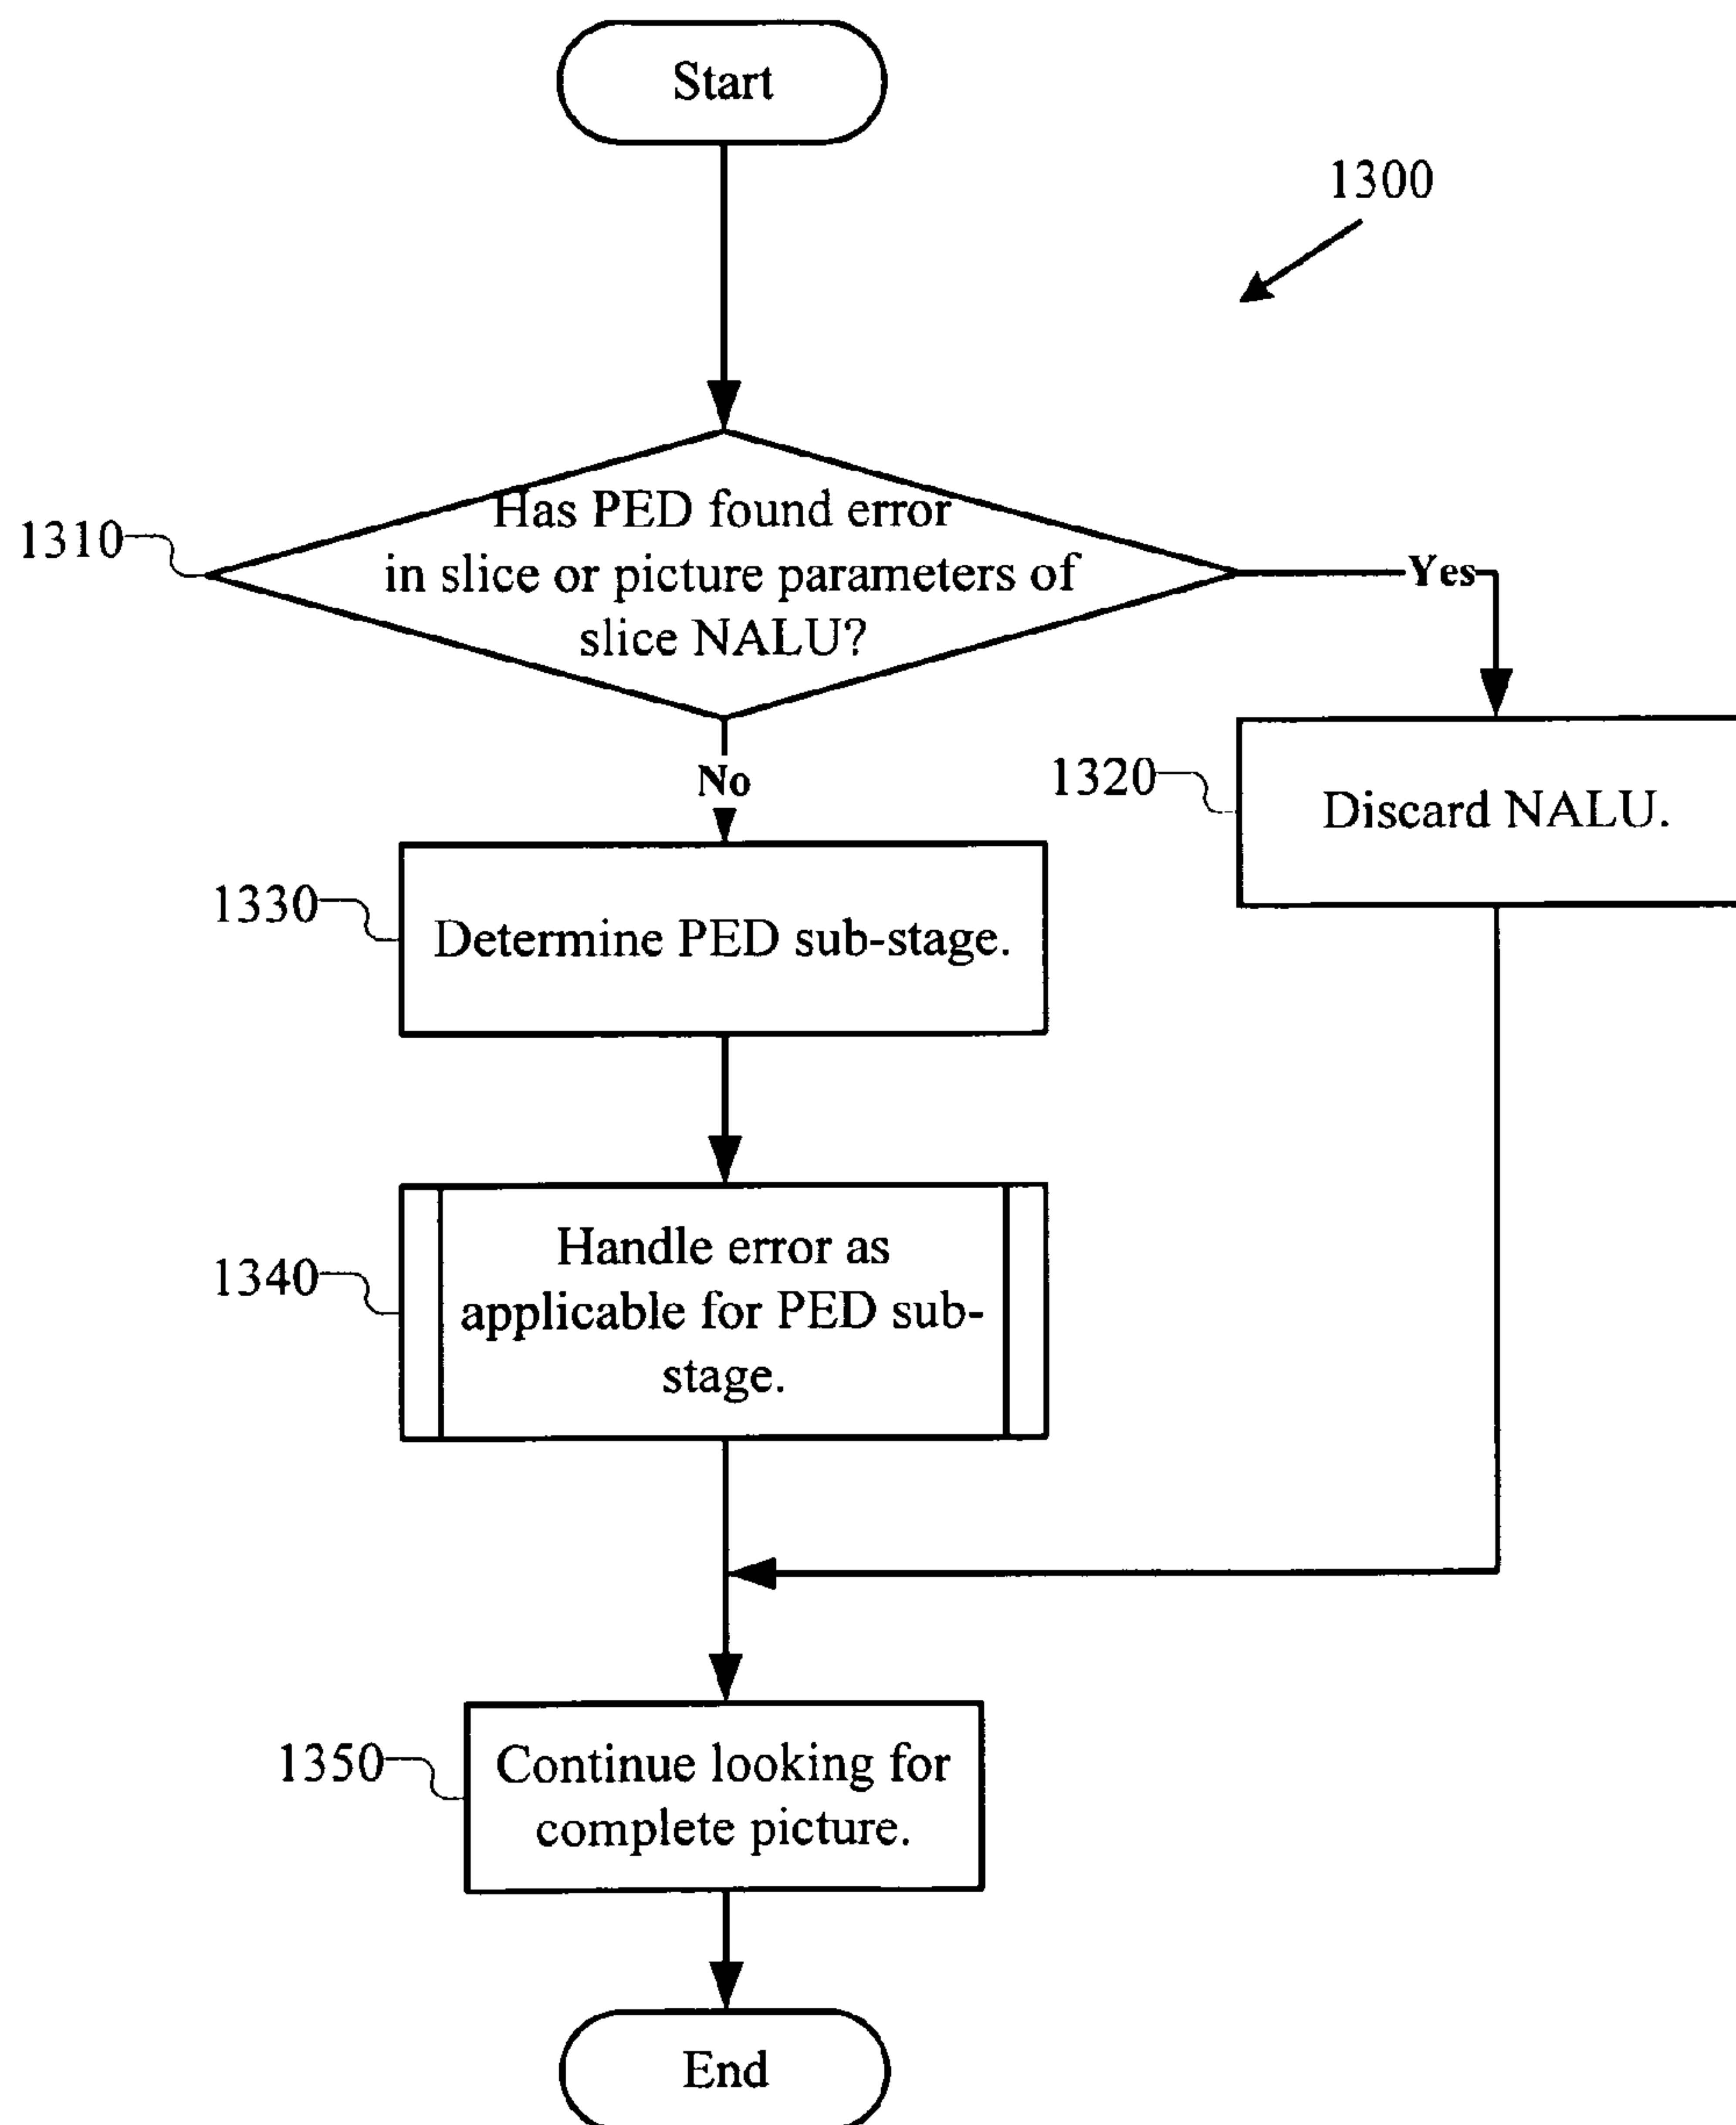 Start
1300
Has PED found error
in slice or picture parameters of
slice NALU?
1310
Yes
No
1320
Discard NALU.
1330
Determine PED sub-stage.
1340
Handle error as
applicable for PED sub-
stage.
1350
Continue looking for
complete picture.
End